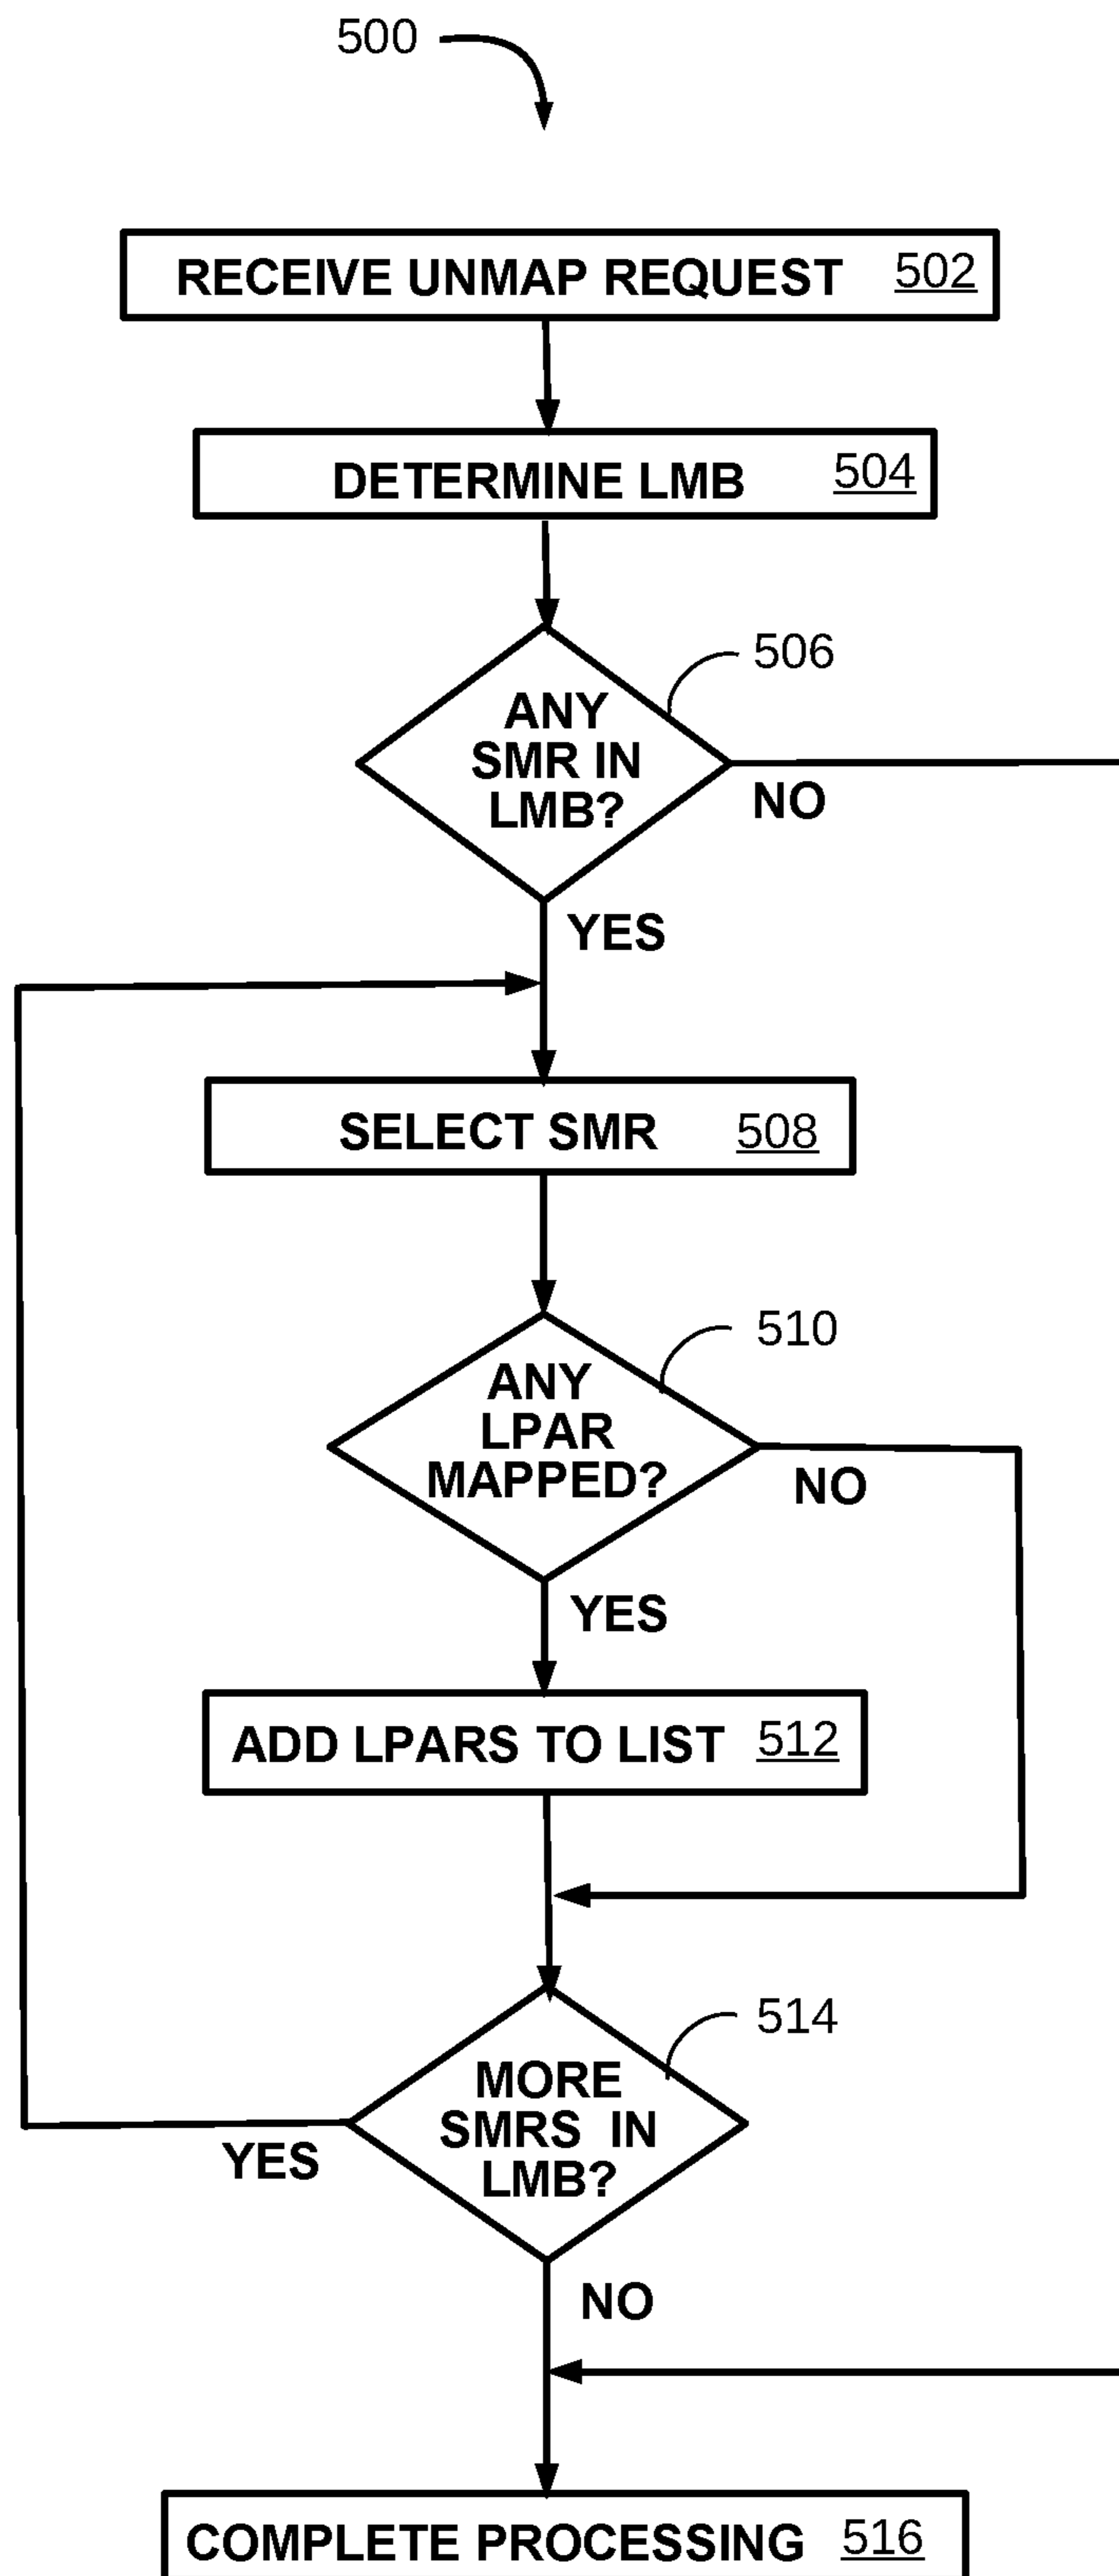 500
RECEIVE UNMAP REQUEST 502
DETERMINE LMB 504
506
ANY
SMR IN
LMB?
NO
YES
SELECT SMR 508
510
ANY
LPAR
MAPPED?
NO
YES
ADD LPARS TO LIST 512
514
MORE
SMRS IN
LMB?
YES
NO
COMPLETE PROCESSING 516